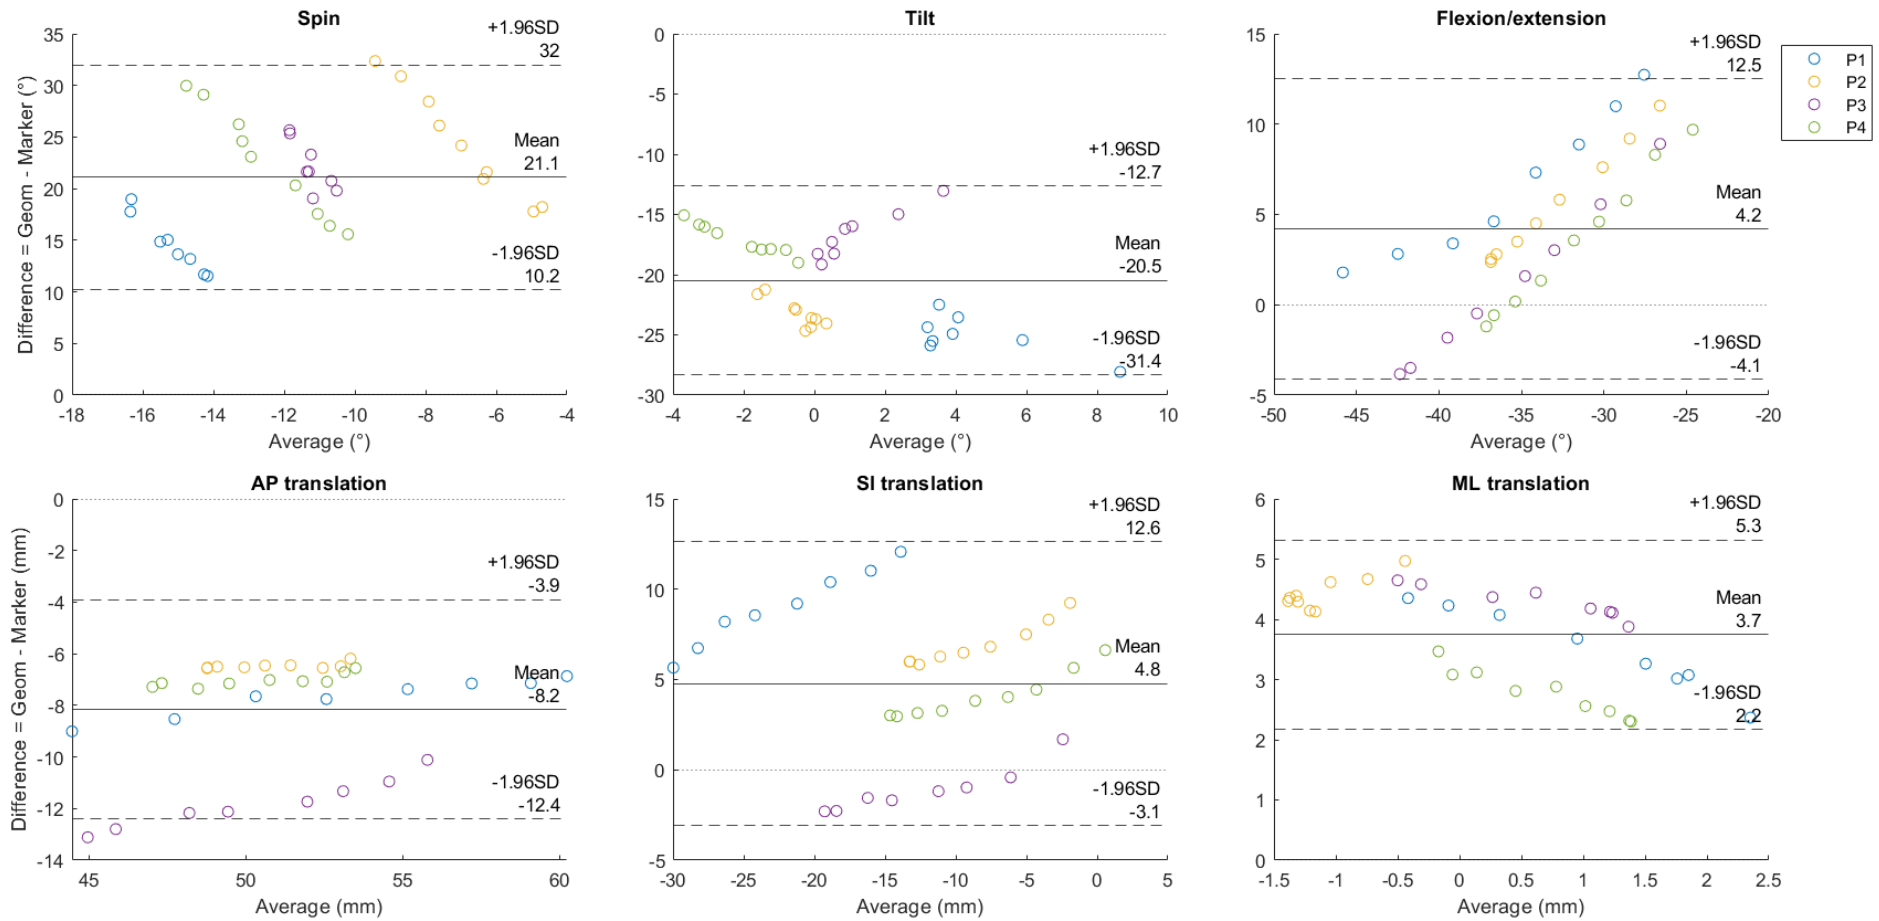 Spin
+1.96SD
32
Mean
21.1
-1.96SD
10.2
35
30
25
20
15
10
5
0
-18
-16
-14
-12
-10
-8
-6
-4
Average (°)
Difference = Geom - Marker (°)
Tilt
0
-5
-10
-15
-20
-25
-30
+1.96SD
-12.7
Mean
-20.5
-1.96SD
-31.4
-4
-2
0
2
4
6
8
10
Average (°)
Flexion/extension
15
10
5
0
-5
+1.96SD
12.5
Mean
4.2
-1.96SD
-4.1
-50
-45
-40
-35
-30
-25
-20
Average (°)
P1
P2
P3
P4
AP translation
0
-2
-4
-6
-8
-10
-12
-14
+1.96SD
-3.9
Mean
-8.2
-1.96SD
-12.4
45
50
55
60
Average (mm)
Difference = Geom - Marker (mm)
SI translation
15
10
5
0
-5
+1.96SD
12.6
Mean
4.8
-1.96SD
-3.1
-30
-25
-20
-15
-10
-5
0
5
Average (mm)
ML translation
6
5
4
3
2
1
0
+1.96SD
5.3
Mean
3.7
-1.96SD
2.2
-1.5
-1
-0.5
0
0.5
1
1.5
2
2.5
Average (mm)